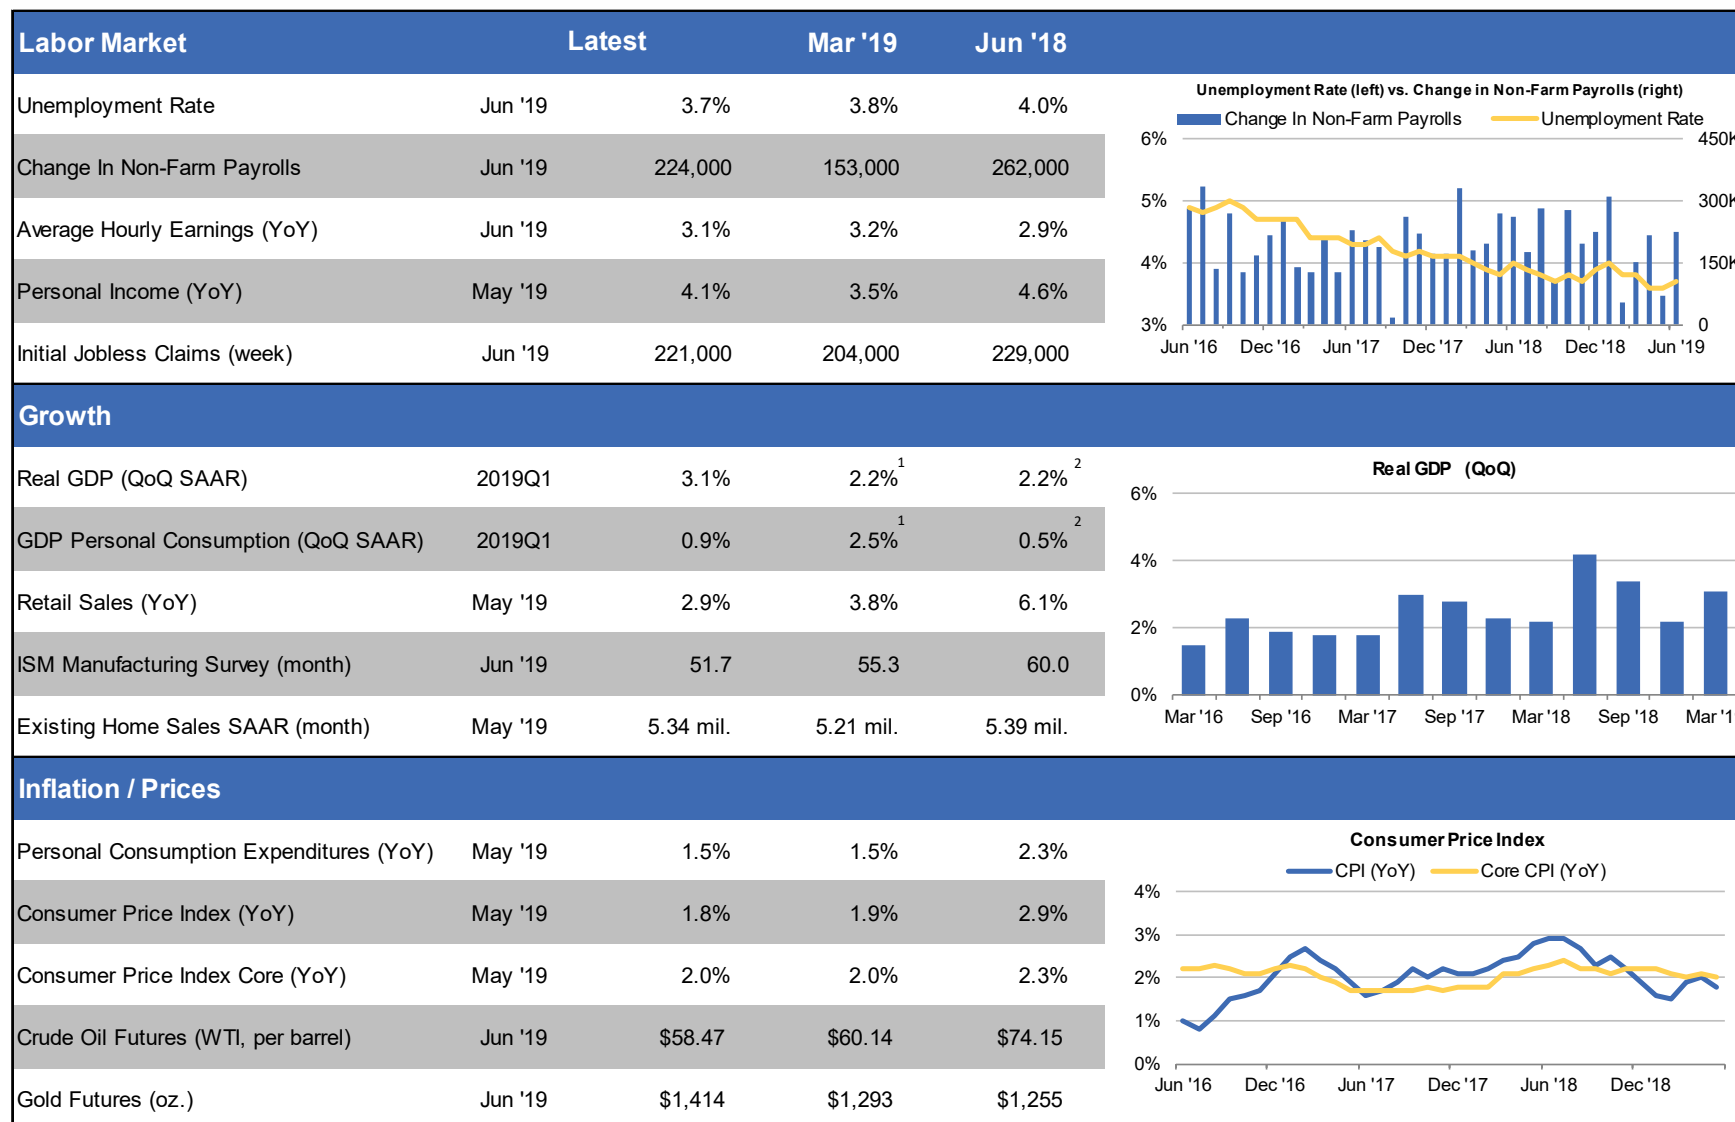 Labor Market Latest Mar '19 Jun '18
Unemployment Rate Jun '19 3.7% 3.8% 4.0%
Change In Non-Farm Payrolls Jun '19 224,000 153,000 262,000
Average Hourly Earnings (YoY) Jun '19 3.1% 3.2% 2.9%
Personal Income (YoY) May '19 4.1% 3.5% 4.6%
Initial Jobless Claims (week) Jun '19 221,000 204,000 229,000
Unemployment Rate (left) vs. Change in Non-Farm Payrolls (right)
Change In Non-Farm Payrolls Unemployment Rate
6% 450K
5% 300K
4% 150K
3% 0
Jun '16 Dec '16 Jun '17 Dec '17 Jun '18 Dec '18 Jun '19
Growth
Real GDP (QoQ SAAR) 2019Q1 3.1% 2.2% 1 2.2% 2
GDP Personal Consumption (QoQ SAAR) 2019Q1 0.9% 2.5% 1 0.5% 2
Retail Sales (YoY) May '19 2.9% 3.8% 6.1%
ISM Manufacturing Survey (month) Jun '19 51.7 55.3 60.0
Existing Home Sales SAAR (month) May '19 5.34 mil. 5.21 mil. 5.39 mil.
Real GDP (QoQ)
6%
4%
2%
0%
Mar '16 Sep '16 Mar '17 Sep '17 Mar '18 Sep '18 Mar '1
Inflation / Prices
Personal Consumption Expenditures (YoY) May '19 1.5% 1.5% 2.3%
Consumer Price Index (YoY) May '19 1.8% 1.9% 2.9%
Consumer Price Index Core (YoY) May '19 2.0% 2.0% 2.3%
Crude Oil Futures (WTI, per barrel) Jun '19 $58.47 $60.14 $74.15
Gold Futures (oz.) Jun '19 $1,414 $1,293 $1,255
Consumer Price Index
CPI (YoY) Core CPI (YoY)
4%
3%
2%
1%
0%
Jun '16 Dec '16 Jun '17 Dec '17 Jun '18 Dec '18